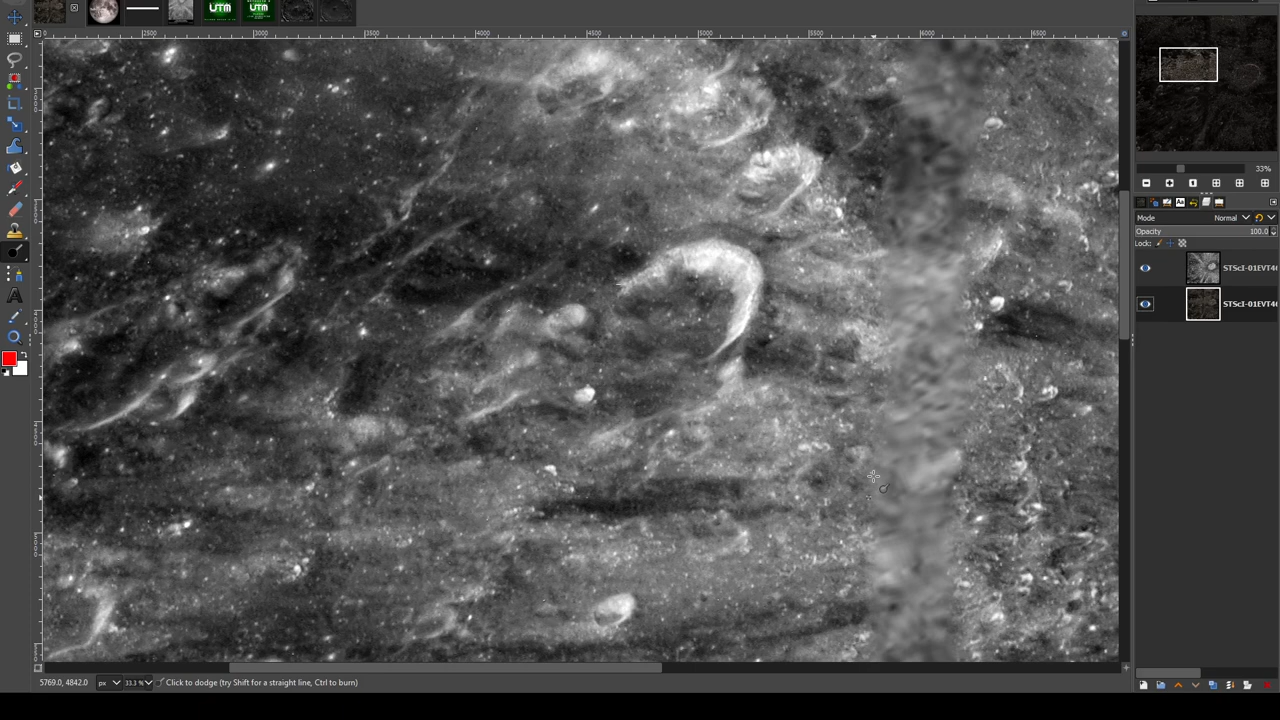 UTM
UTM
2500
3000
3500
4000
4500
5000
5500
6000
6500
33%
Mode
Normal
Opacity
100.0
Lock:
STScI-01EVT4
STScI-01EVT4
5769.0, 4842.0
px
33.3 %
Click to dodge (try Shift for a straight line, Ctrl to burn)